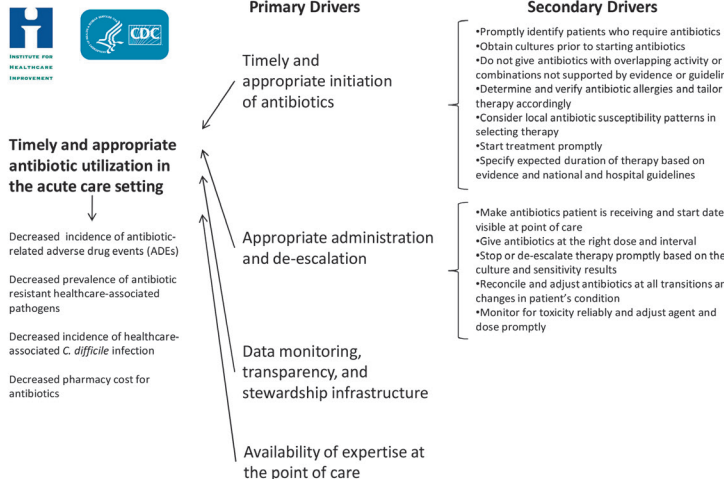 Primary Drivers
Secondary Drivers
INSTITUTE FOR
HEALTHCARE
IMPROVEMENT
CDC
Timely and
appropriate initiation
of antibiotics
•Promptly identify patients who require antibiotics
•Obtain cultures prior to starting antibiotics
•Do not give antibiotics with overlapping activity or
combinations not supported by evidence or
•Determine and verify antibiotic allergies and tailor
therapy accordingly
•Consider local antibiotic susceptibility patterns in
selecting therapy
•Start treatment promptly
•Specify expected duration of therapy based on
evidence and national and hospital guidelines
Timely and appropriate
antibiotic utilization in
the acute care setting
Decreased incidence of antibiotic-
related adverse drug events (ADEs)
Decreased prevalence of antibiotic
resistant healthcare-associated
pathogens
Decreased incidence of healthcare-
associated C. difficile infection
Decreased pharmacy cost for
antibiotics
Appropriate administration
and de-escalation
•Make antibiotics patient is receiving and start date
visible at point of care
•Give antibiotics at the right dose and interval
•Stop or de-escalate therapy promptly based on the
culture and sensitivity results
•Reconcile and adjust antibiotics at all transitions
changes in patient's condition
•Monitor for toxicity reliably and adjust agent and
dose promptly
Data monitoring,
transparency, and
stewardship infrastructure
Availability of expertise at
the point of care